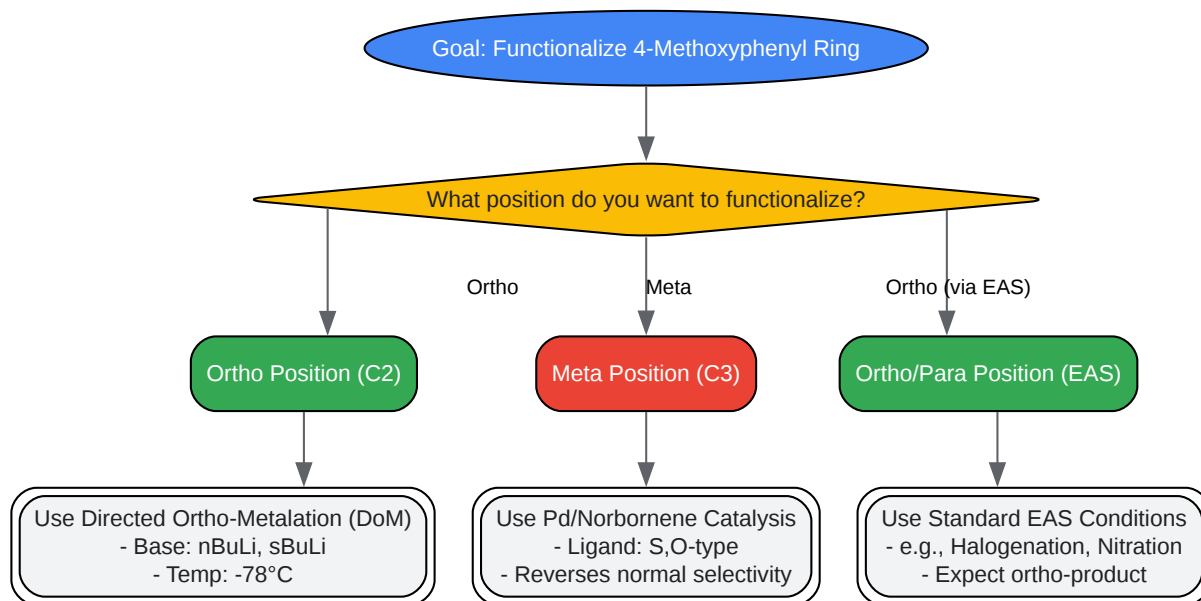 Goal: Functionalize 4-Methoxyphenyl Ring
What position do you want to functionalize?
Ortho
Meta
Ortho (via EAS)
Ortho Position (C2)
Meta Position (C3)
Ortho/Para Position (EAS)
Use Directed Ortho-Metalation (DoM)
- Base: nBuLi, sBuLi
- Temp: -78°C
Use Pd/Norbornene Catalysis
- Ligand: S,O-type
- Reverses normal selectivity
Use Standard EAS Conditions
- e.g., Halogenation, Nitration
- Expect ortho-product